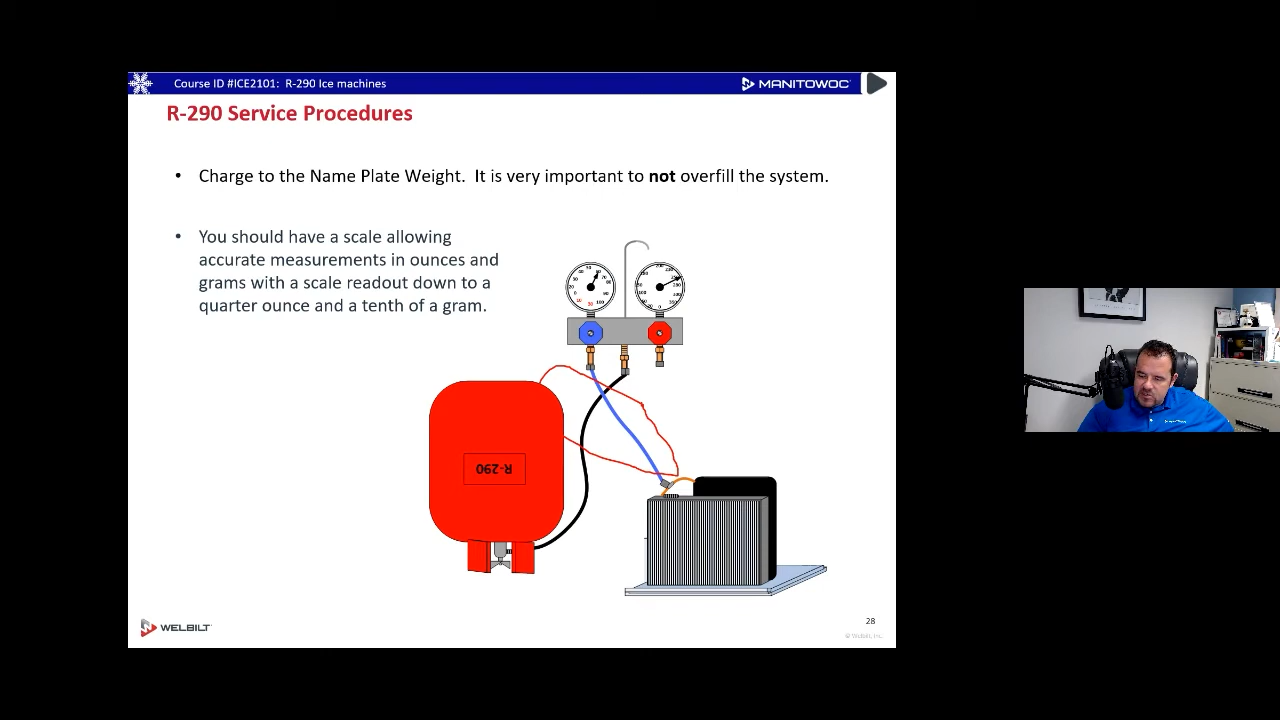 Course ID #ICE2101: R-290 Ice machines
MANITOWOC
R-290 Service Procedures
• Charge to the Name Plate Weight. It is very important to not overfill the system.
• You should have a scale allowing
accurate measurements in ounces and
grams with a scale readout down to a
quarter ounce and a tenth of a gram.
R-290
WELBILT
28
© Welbilt, Inc.